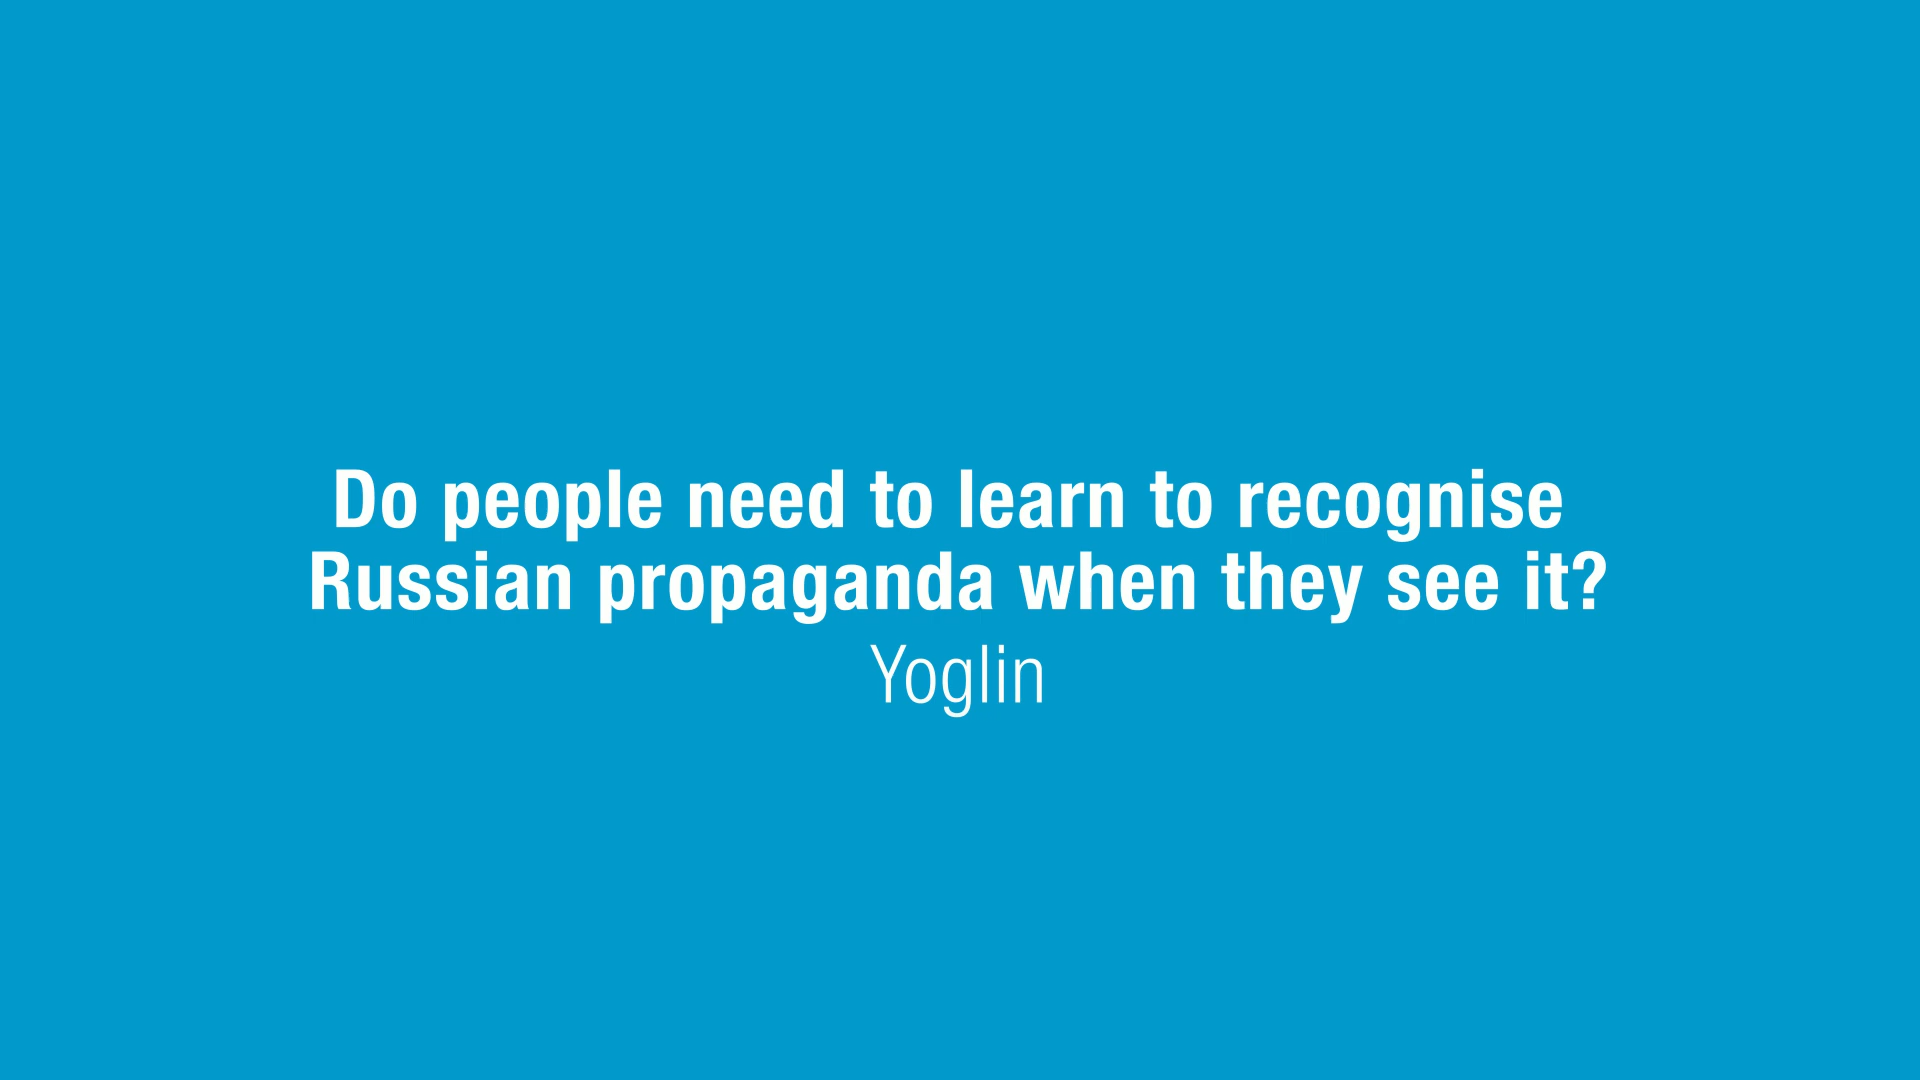 Do people need to learn to recognise
Russian propaganda when they see it?
Yoglin